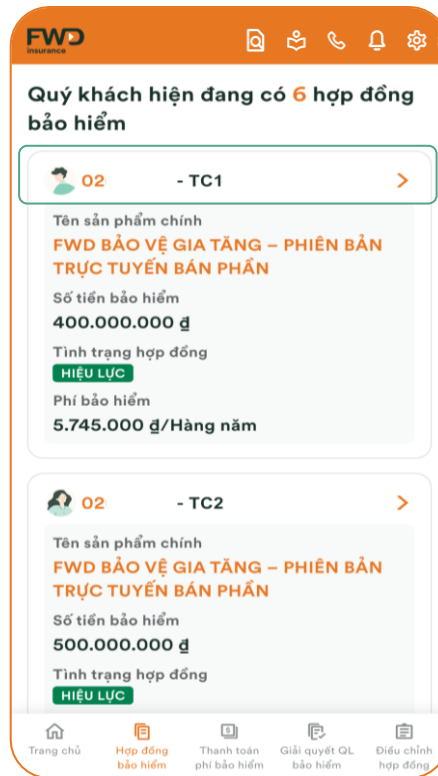 FWD
insurance
Quý khách hiện đang có 6 hợp đồng
bảo hiểm
02 - TC1
Tên sản phẩm chính
FWD BẢO VỆ GIA TĂNG – PHIÊN BẢN
TRỰC TUYẾN BÁN PHẦN
Số tiền bảo hiểm
400.000.000 đ
Tình trạng hợp đồng
HIỆU LỰC
Phí bảo hiểm
5.745.000 đ/Hàng năm
02 - TC2
Tên sản phẩm chính
FWD BẢO VỆ GIA TĂNG – PHIÊN BẢN
TRỰC TUYẾN BÁN PHẦN
Số tiền bảo hiểm
500.000.000 đ
Tình trạng hợp đồng
HIỆU LỰC
Trang chủ
Hợp đồng
bảo hiểm
Thanh toán
phí bảo hiểm
Giải quyết QL
bảo hiểm
Điều chỉnh
hợp đồng